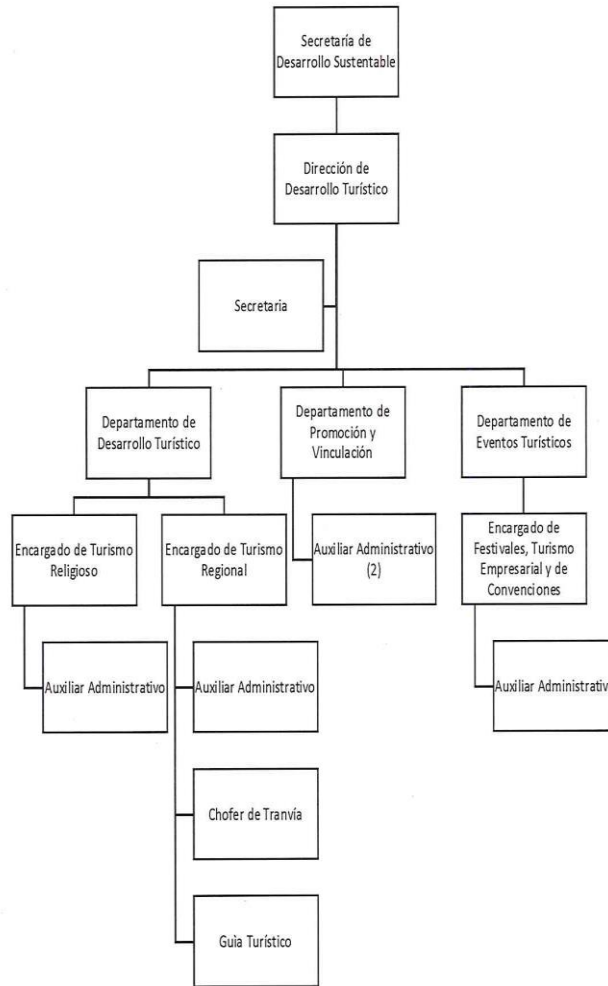 Secretaría de
Desarrollo Sustentable
Dirección de
Desarrollo Turístico
Secretaria
Departamento de
Desarrollo Turístico
Departamento de
Promoción y
Vinculación
Departamento de
Eventos Turísticos
Encargado de Turismo
Religioso
Encargado de Turismo
Regional
Auxiliar Administrativo
(2)
Encargado de
Festivales, Turismo
Empresarial y de
Convenciones
Auxiliar Administrativo
Auxiliar Administrativo
Auxiliar Administrativ
Chofer de Tranvía
Guìa Turístico